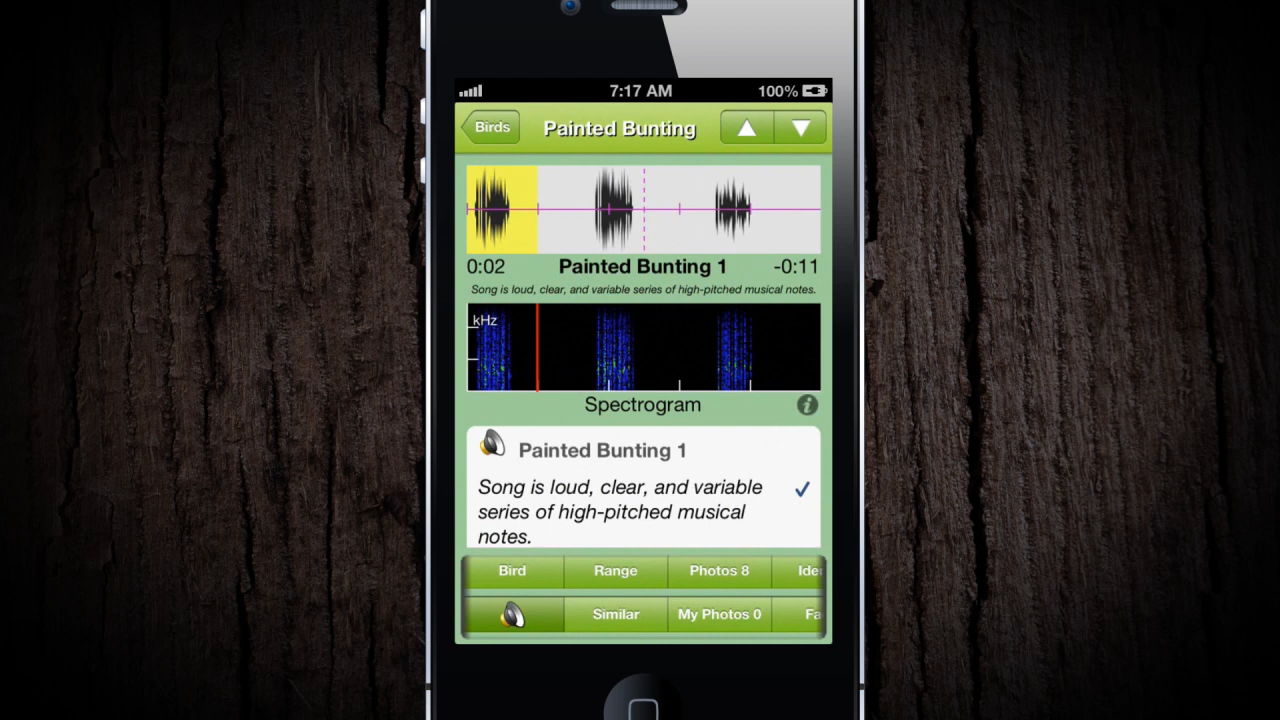 7:17 AM 100%
Birds Painted Bunting
0:02 Painted Bunting 1 -0:11
Song is loud, clear, and variable series of high-pitched musical notes.
kHz
Spectrogram
Painted Bunting 1
Song is loud, clear, and variable
series of high-pitched musical
notes.
Bird Range Photos 8 Ide
Similar My Photos 0 Fa